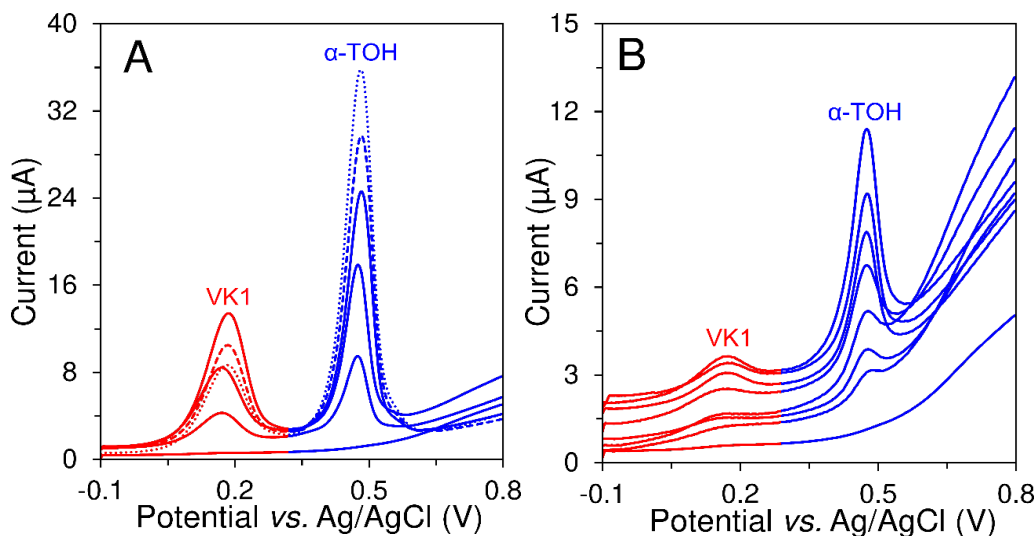 A
α-TOH
VK1
40
32
24
16
8
0
Current (µA)
-0.1
0.2
0.5
0.8
Potential vs. Ag/AgCl (V)
B
α-TOH
VK1
15
12
9
6
3
0
Current (µA)
-0.1
0.2
0.5
0.8
Potential vs. Ag/AgCl (V)